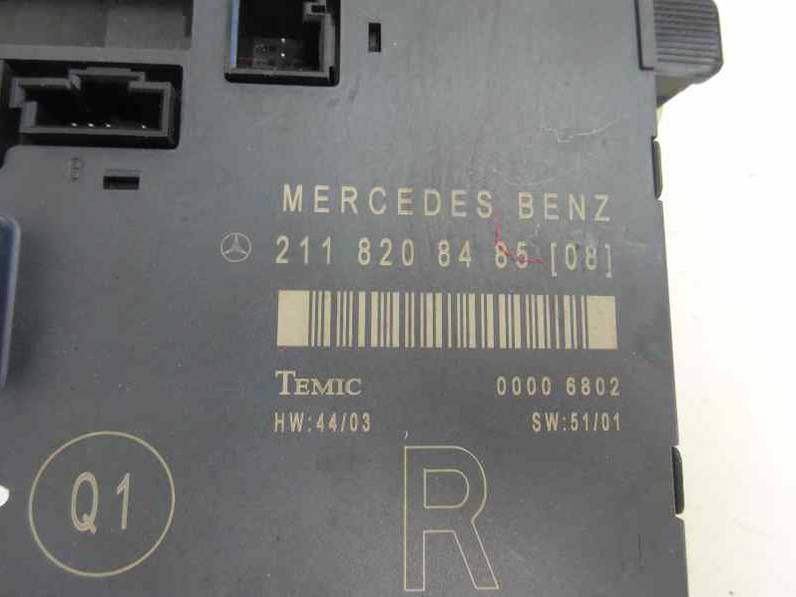 B
MERCEDES BENZ
211 820 84 85 [08]
TEMIC 0000 6802
HW:44/03 SW:51/01
Q1 R